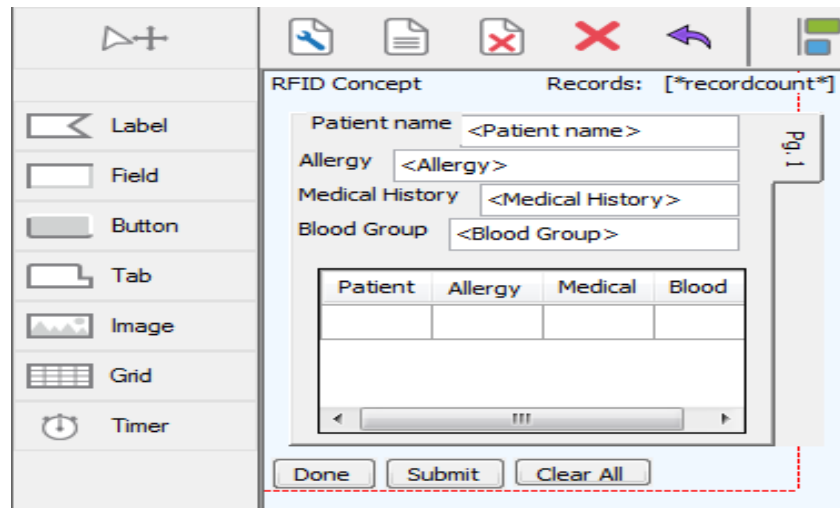 RFID Concept Records: [*recordcount*]
Patient name <Patient name>
Pg.1
Allergy <Allergy>
Medical History <Medical History>
Blood Group <Blood Group>
Patient Allergy Medical Blood
Done Submit Clear All
Label
Field
Button
Tab
Image
Grid
Timer